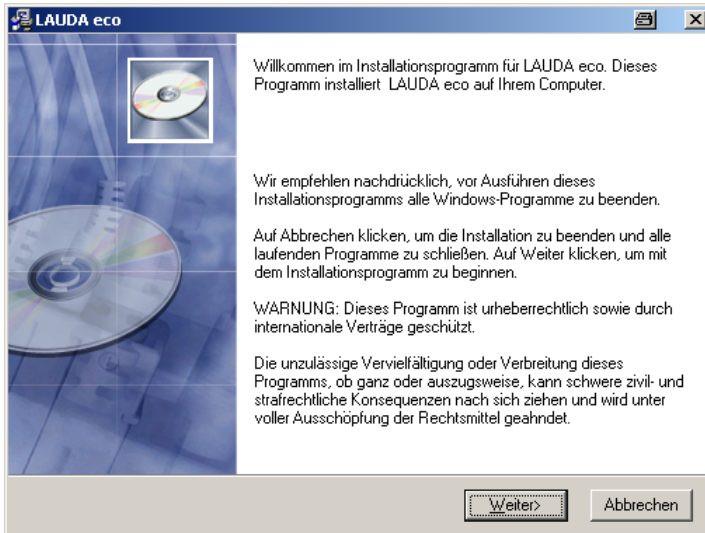 LAUDA eco
Willkommen im Installationsprogramm für LAUDA eco. Dieses
Programm installiert LAUDA eco auf Ihrem Computer.
Wir empfehlen nachdrücklich, vor Ausführen dieses
Installationsprogramms alle Windows-Programme zu beenden.
Auf Abbrechen klicken, um die Installation zu beenden und alle
laufenden Programme zu schließen. Auf Weiter klicken, um mit
dem Installationsprogramm zu beginnen.
WARNUNG: Dieses Programm ist urheberrechtlich sowie durch
internationale Verträge geschützt.
Die unzulässige Vervielfältigung oder Verbreitung dieses
Programms, ob ganz oder auszugsweise, kann schwere zivil- und
strafrechtliche Konsequenzen nach sich ziehen und wird unter
voller Ausschöpfung der Rechtsmittel geahndet.
Weiter> Abbrechen